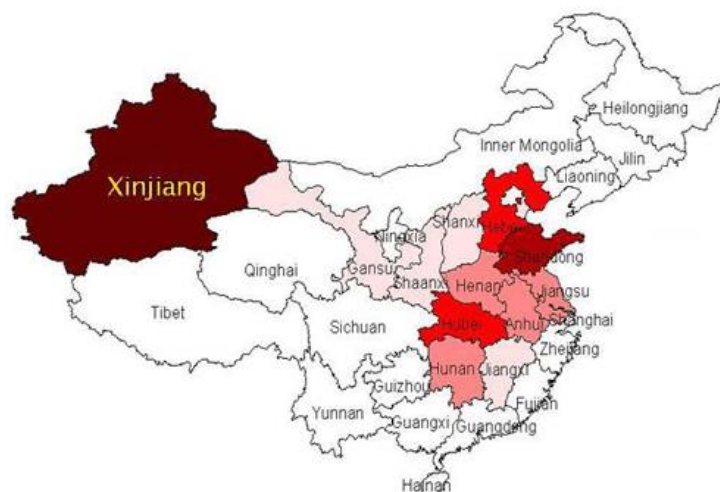 Heilongjiang
Inner Mongolia
Jilin
Liaoning
Xinjiang
Shanxi
Hebei
Ningxia
Shandong
Gansu
Qinghai
Shaanxi
Henan
Jiangsu
Tibet
Sichuan
Hubei
Anhui
Shanghai
Zhejiang
Hunan
Jiangxi
Guizhou
Fujian
Yunnan
Guangxi
Guangdong
Hainan